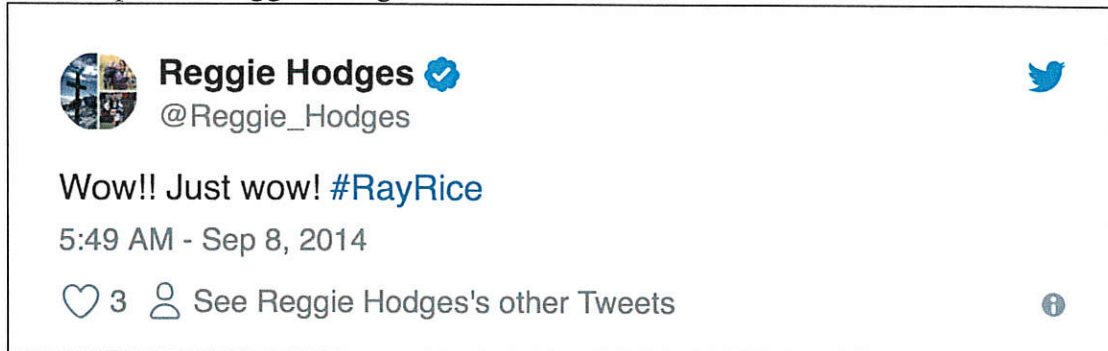 Reggie Hodges
@Reggie_Hodges
Wow!! Just wow! #RayRice
5:49 AM - Sep 8, 2014
3 See Reggie Hodges's other Tweets